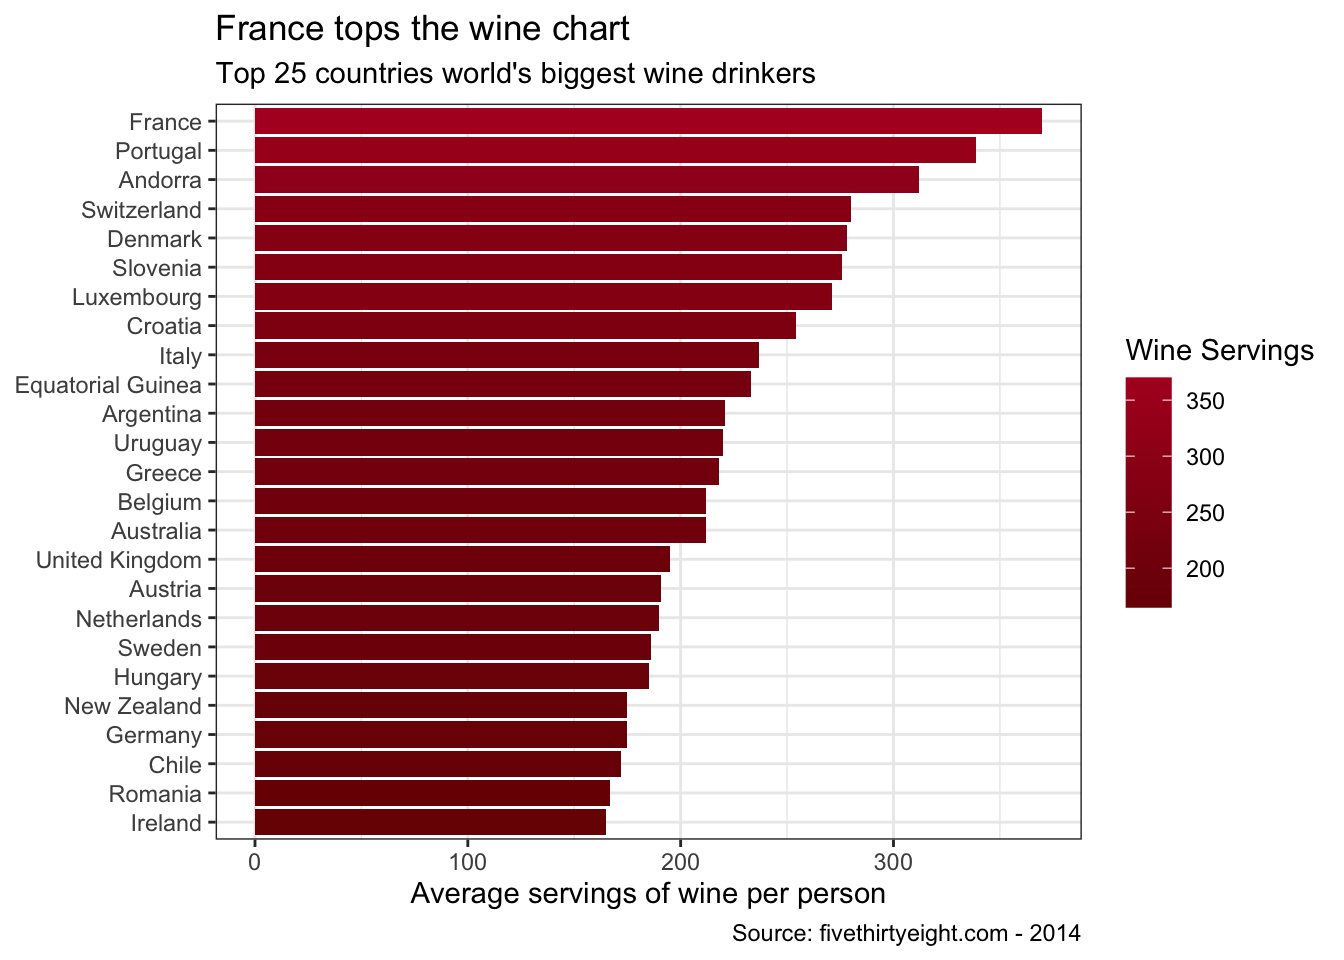 France tops the wine chart
Top 25 countries world's biggest wine drinkers
France
Portugal
Andorra
Switzerland
Denmark
Slovenia
Luxembourg
Croatia
Italy
Equatorial Guinea
Argentina
Uruguay
Greece
Belgium
Australia
United Kingdom
Austria
Netherlands
Sweden
Hungary
New Zealand
Germany
Chile
Romania
Ireland
0 100 200 300
Average servings of wine per person
Source: fivethirtyeight.com - 2014
Wine Servings
350
300
250
200